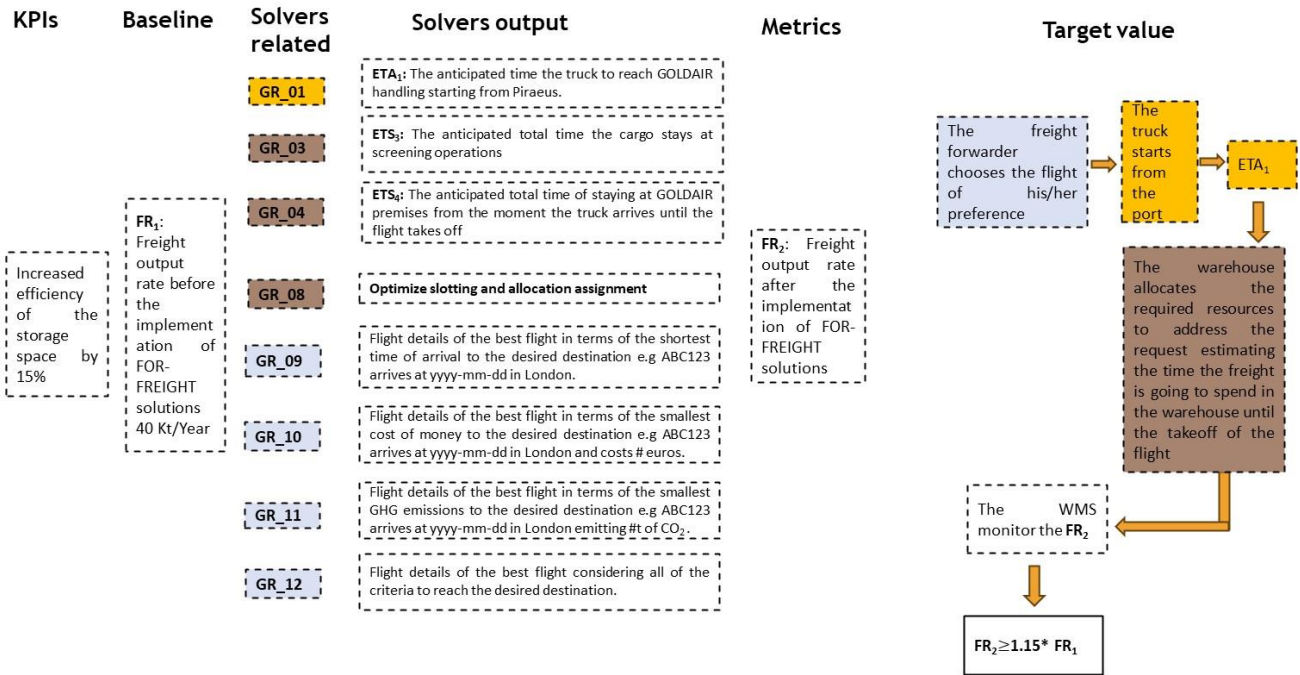 KPIs
Baseline
Solvers
related
Solvers output
Metrics
Target value
GR_01
ETA₁: The anticipated time the truck to reach GOLDAIR
handling starting from Piraeus.
GR_03
ETS₃: The anticipated total time the cargo stays at
screening operations
GR_04
ETS₄: The anticipated total time of staying at GOLDAIR
premises from the moment the truck arrives until the
flight takes off
GR_08
Optimize slotting and allocation assignment
GR_09
Flight details of the best flight in terms of the shortest
time of arrival to the desired destination e.g ABC123
arrives at yyyy-mm-dd in London.
GR_10
Flight details of the best flight in terms of the smallest
cost of money to the desired destination e.g ABC123
arrives at yyyy-mm-dd in London and costs # euros.
GR_11
Flight details of the best flight in terms of the smallest
GHG emissions to the desired destination e.g ABC123
arrives at yyyy-mm-dd in London emitting #t of CO₂.
GR_12
Flight details of the best flight considering all of the
criteria to reach the desired destination.
Increased
efficiency
of the
storage
space by
15%
FR₁:
Freight
output
rate before
the
implement
ation of
FOR-
FREIGHT
solutions
40 Kt/Year
FR₂: Freight
output rate
after the
implementat
ion of FOR-
FREIGHT
solutions
The freight
forwarder
chooses the flight
of his/her
preference
The
truck
starts
from
the
port
ETA₁
The warehouse
allocates the
required resources
to address the
request estimating
the time the freight
is going to spend in
the warehouse until
the takeoff of the
flight
The WMS
monitor the FR₂
FR₂≥1.15* FR₁